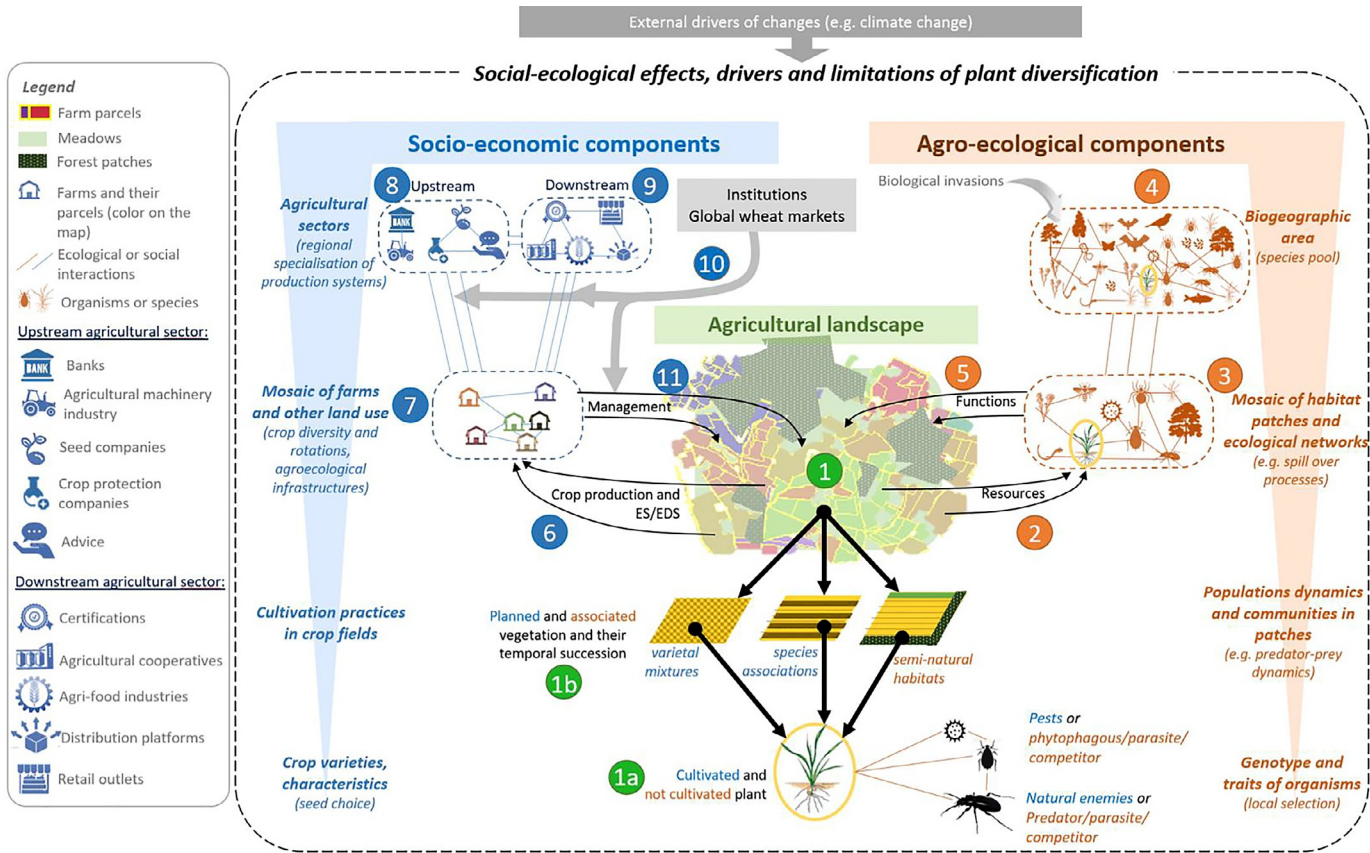 External drivers of changes (e.g. climate change)
Social-ecological effects, drivers and limitations of plant diversification
Legend
Farm parcels
Meadows
Forest patches
Farms and their
parcels (color on the
map)
Ecological or social
interactions
Organisms or species
Upstream agricultural sector:
BANK
Banks
Agricultural machinery
industry
Seed companies
Crop protection
companies
Advice
Downstream agricultural sector:
Certifications
Agricultural cooperatives
Agri-food industries
Distribution platforms
Retail outlets
Socio-economic components
8
Upstream
Downstream
9
BANK
Agricultural
sectors
(regional
specialisation of
production systems)
Institutions
Global wheat markets
10
Agro-ecological components
Biological invasions
4
Biogeographic
area
(species pool)
Agricultural landscape
Mosaic of farms
and other land use
(crop diversity and
rotations,
agroecological
infrastructures)
7
11
Management
5
Functions
3
Mosaic of habitat
patches and
ecological networks
(e.g. spill over
processes)
1
Crop production and
ES/EDS
6
Resources
2
Cultivation practices
in crop fields
Planned and associated
vegetation and their
temporal succession
1b
varietal
mixtures
species
associations
semi-natural
habitats
Populations dynamics
and communities in
patches
(e.g. predator-prey
dynamics)
Crop varieties,
characteristics
(seed choice)
1a
Cultivated and
not cultivated plant
Pests or
phytophagous/parasite/
competitor
Natural enemies or
Predator/parasite/
competitor
Genotype and
traits of organisms
(local selection)